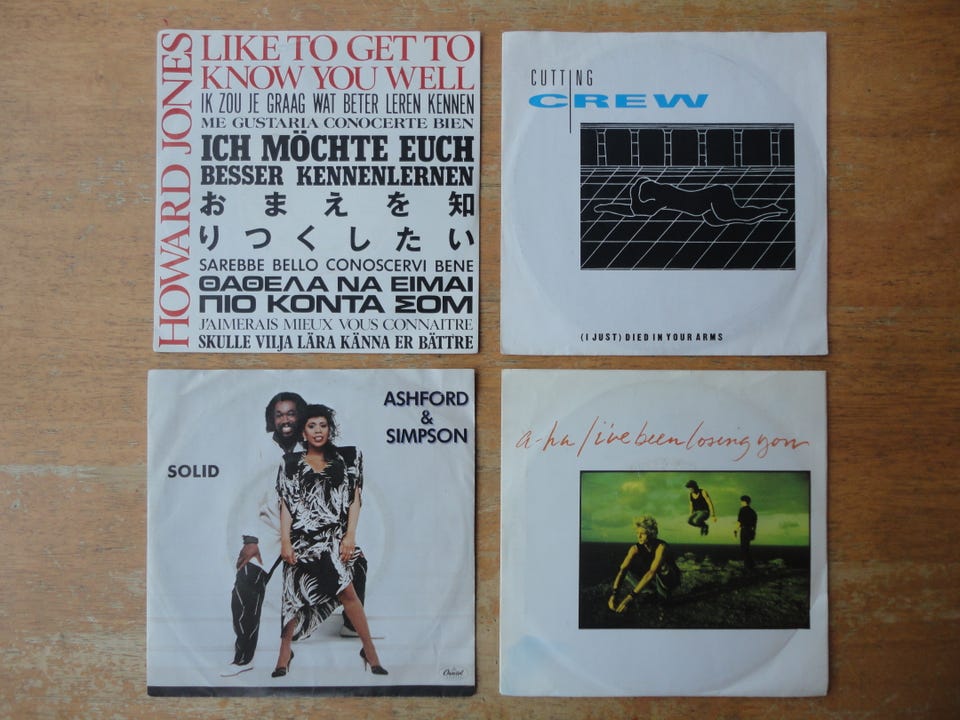 HOWARD JONES
LIKE TO GET TO
KNOW YOU WELL
IK ZOU JE GRAAG WAT BETER LEREN KENNEN
ME GUSTARIA CONOCERTE BIEN
ICH MÖCHTE EUCH
BESSER KENNENLERNEN
おまえを知
りつくしたい
SAREBBE BELLO CONOSCERVI BENE
ΘΑΘΕΛΑ ΝΑ ΕΙΜΑΙ
ΠΙΟ ΚΟΝΤΑ ΣΟΜ
J'AIMERAIS MIEUX VOUS CONNAITRE
SKULLE VILJA LÄRA KÄNNA ER BÄTTRE
CUTTING
CREW
(I JUST) DIED IN YOUR ARMS
ASHFORD
&
SIMPSON
SOLID
Capitol
a-ha / i've been losing you